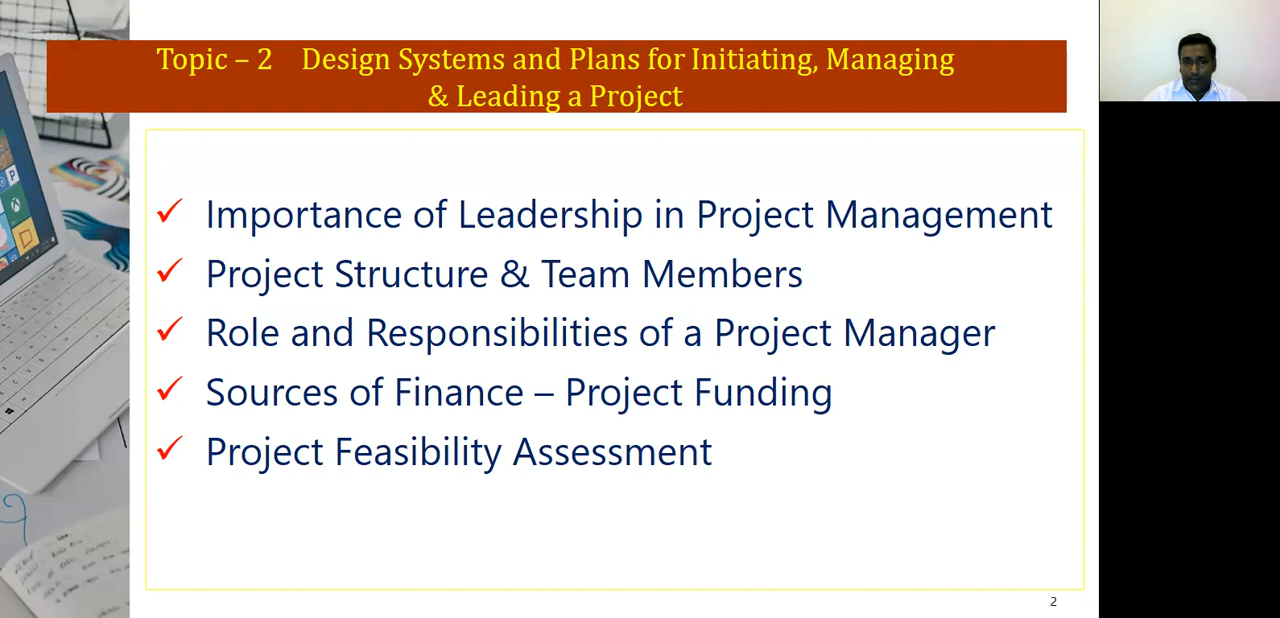 Topic – 2 Design Systems and Plans for Initiating, Managing
& Leading a Project
Importance of Leadership in Project Management
Project Structure & Team Members
Role and Responsibilities of a Project Manager
Sources of Finance – Project Funding
Project Feasibility Assessment
2